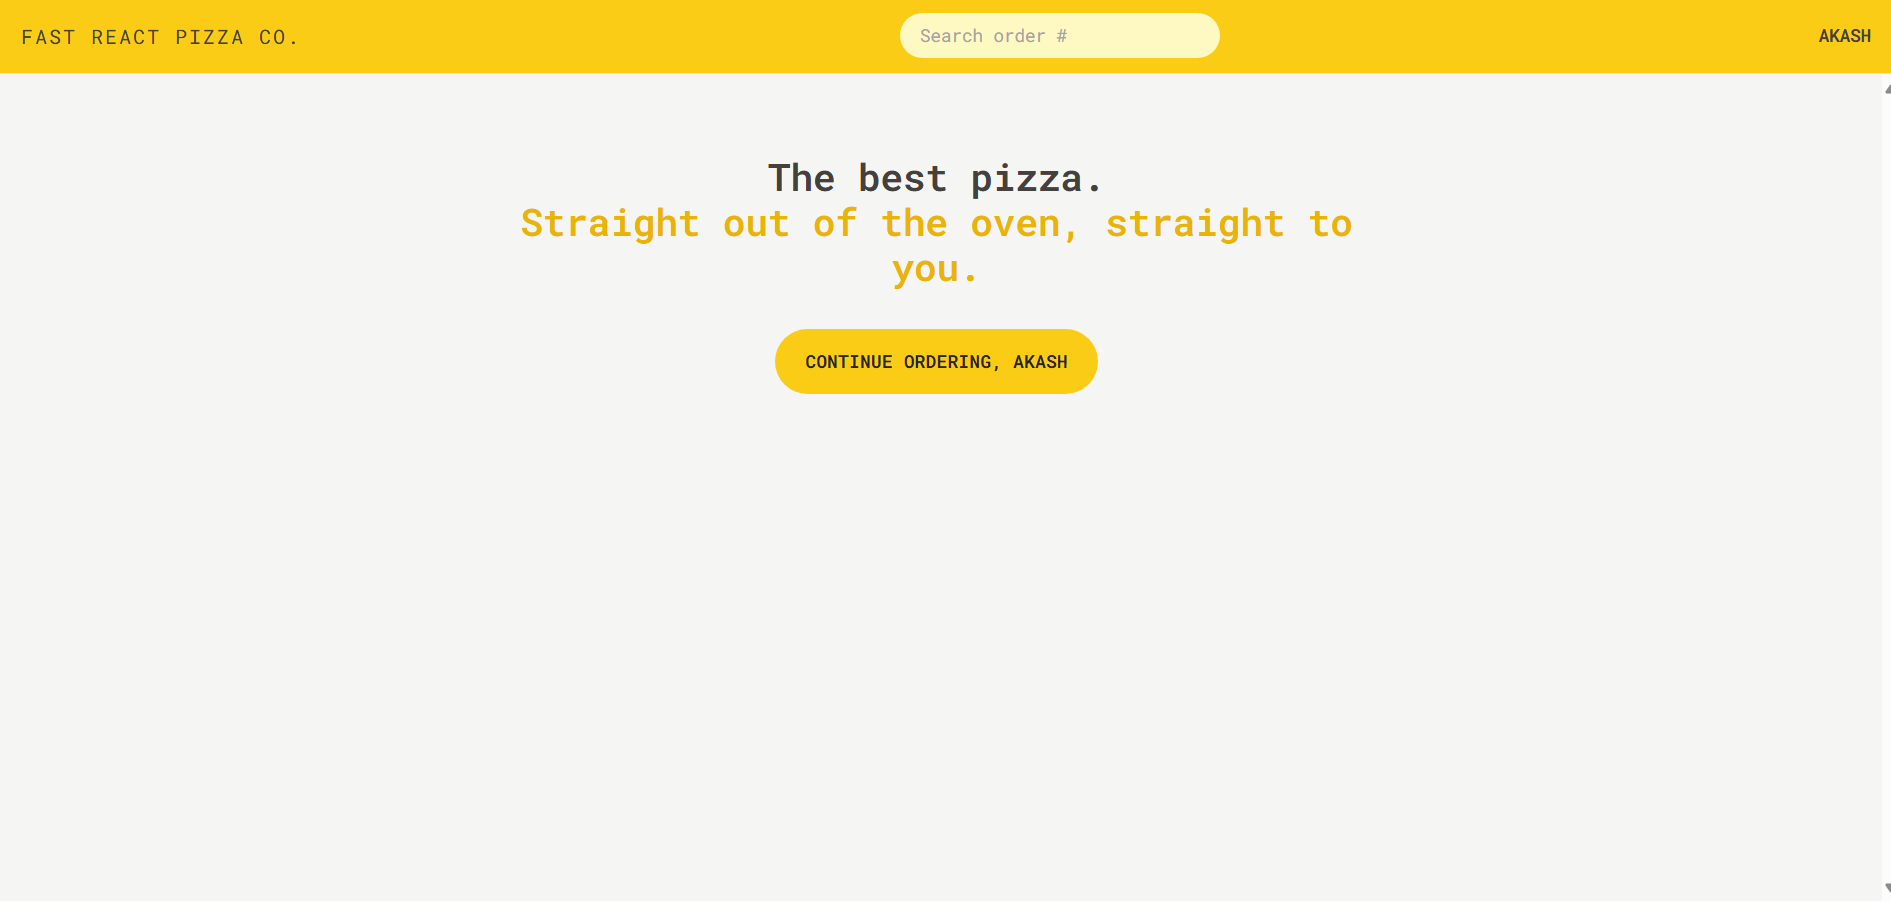 FAST REACT PIZZA CO.
Search order #
AKASH
The best pizza.
Straight out of the oven, straight to
you.
CONTINUE ORDERING, AKASH